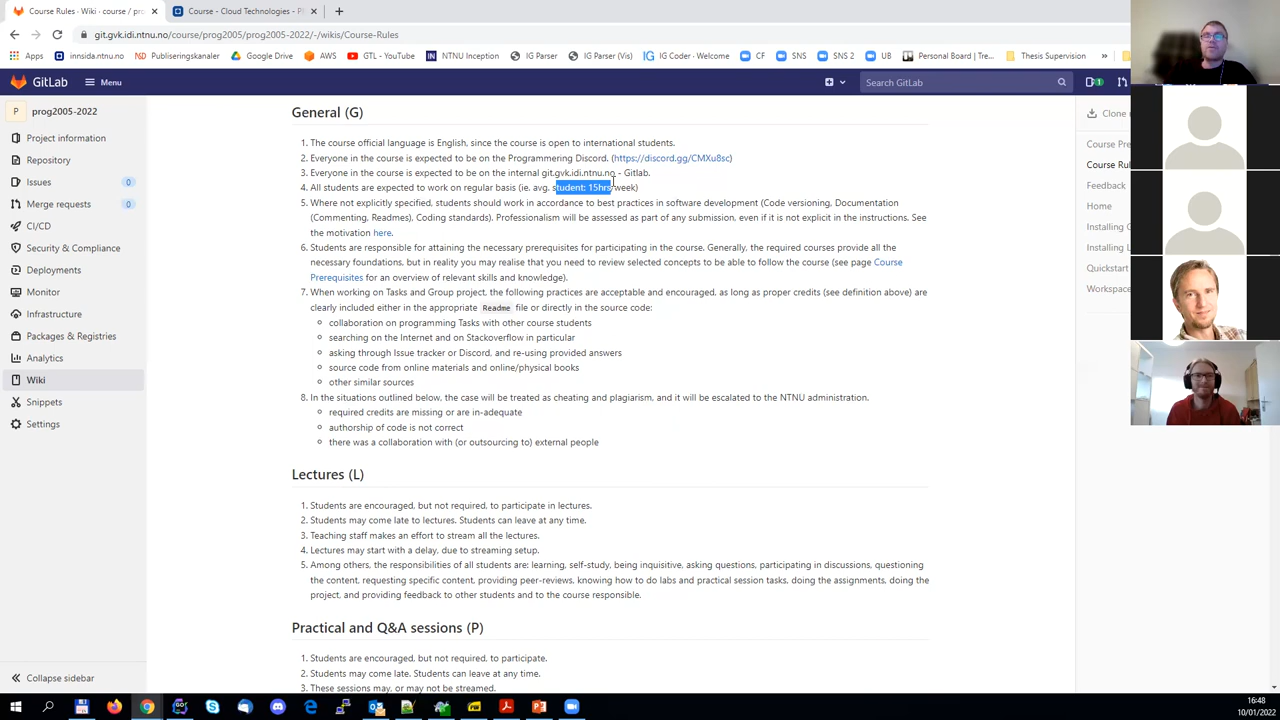 Course Rules · Wiki · course / pro
Course - Cloud Technologies - P
git.gvk.idi.ntnu.no/course/prog2005/prog2005-2022/-/wikis/Course-Rules
Apps
innsida.ntnu.no
Publiseringskanaler
Google Drive
AWS
GTL - YouTube
NTNU Inception
IG Parser
IG Parser (Vis)
IG Coder · Welcome
CF
SNS
SNS 2
UB
Personal Board | Tre...
Thesis Supervision
»
GitLab
Menu
Search GitLab
1
P
prog2005-2022
Project information
Repository
Issues 0
Merge requests 0
CI/CD
Security & Compliance
Deployments
Monitor
Infrastructure
Packages & Registries
Analytics
Wiki
Snippets
Settings
Collapse sidebar
General (G)
1. The course official language is English, since the course is open to international students.
2. Everyone in the course is expected to be on the Programmering Discord. (https://discord.gg/CMXu8sc)
3. Everyone in the course is expected to be on the internal git.gvk.idi.ntnu.no - Gitlab.
4. All students are expected to work on regular basis (ie. avg. student: 15hrs/week)
5. Where not explicitly specified, students should work in accordance to best practices in software development (Code versioning, Documentation
(Commenting, Readmes), Coding standards). Professionalism will be assessed as part of any submission, even if it is not explicit in the instructions. See
the motivation here.
6. Students are responsible for attaining the necessary prerequisites for participating in the course. Generally, the required courses provide all the
necessary foundations, but in reality you may realise that you need to review selected concepts to be able to follow the course (see page Course
Prerequisites for an overview of relevant skills and knowledge).
7. When working on Tasks and Group project, the following practices are acceptable and encouraged, as long as proper credits (see definition above) are
clearly included either in the appropriate Readme file or directly in the source code:
collaboration on programming Tasks with other course students
searching on the Internet and on Stackoverflow in particular
asking through Issue tracker or Discord, and re-using provided answers
source code from online materials and online/physical books
other similar sources
8. In the situations outlined below, the case will be treated as cheating and plagiarism, and it will be escalated to the NTNU administration.
required credits are missing or are in-adequate
authorship of code is not correct
there was a collaboration with (or outsourcing to) external people
Lectures (L)
1. Students are encouraged, but not required, to participate in lectures.
2. Students may come late to lectures. Students can leave at any time.
3. Teaching staff makes an effort to stream all the lectures.
4. Lectures may start with a delay, due to streaming setup.
5. Among others, the responsibilities of all students are: learning, self-study, being inquisitive, asking questions, participating in discussions, questioning
the content, requesting specific content, providing peer-reviews, knowing how to do labs and practical session tasks, doing the assignments, doing the
project, and providing feedback to other students and to the course responsible.
Practical and Q&A sessions (P)
1. Students are encouraged, but not required, to participate.
2. Students may come late. Students can leave at any time.
3. These sessions may, or may not be streamed.
Clone
Course Pre
Course Rul
Feedback
Home
Installing G
Installing L
Quickstart
Workspace
16:48
10/01/2022